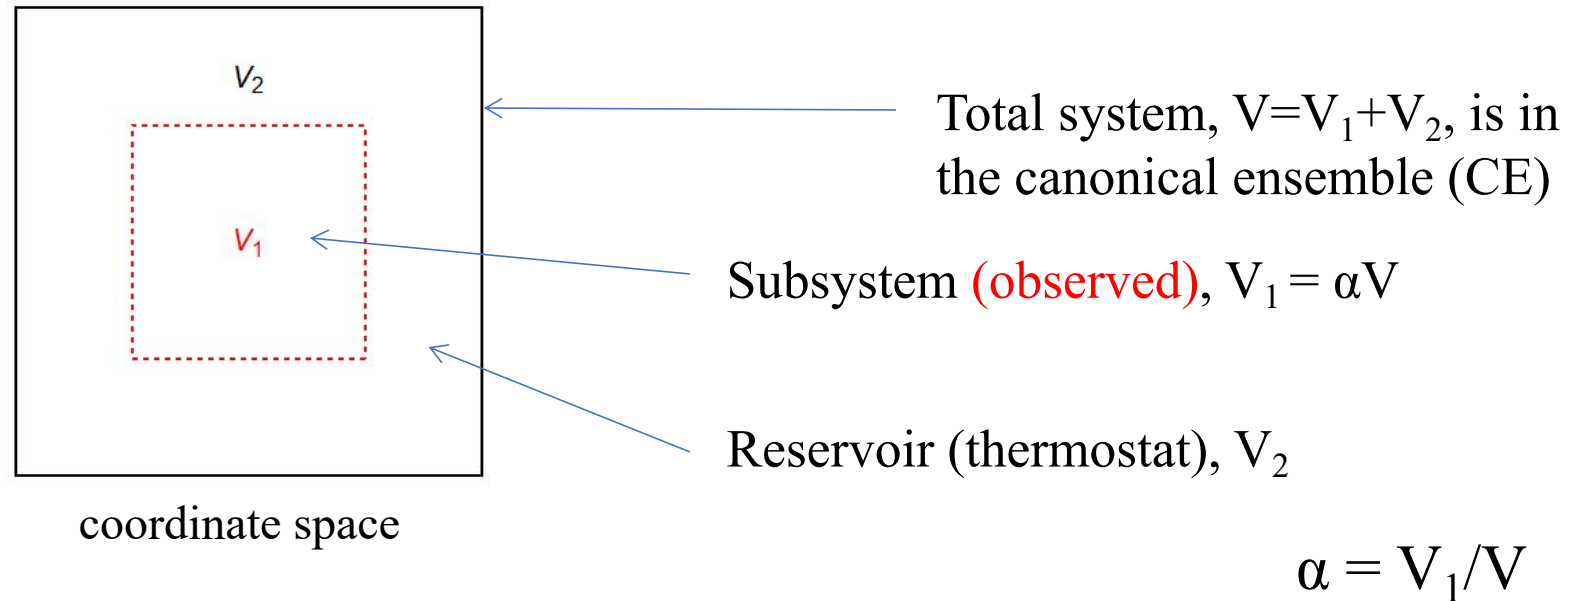 V₂
V₁
coordinate space
Total system, V=V₁+V₂, is in
the canonical ensemble (CE)
Subsystem (observed), V₁ = αV
Reservoir (thermostat), V₂
α = V₁/V